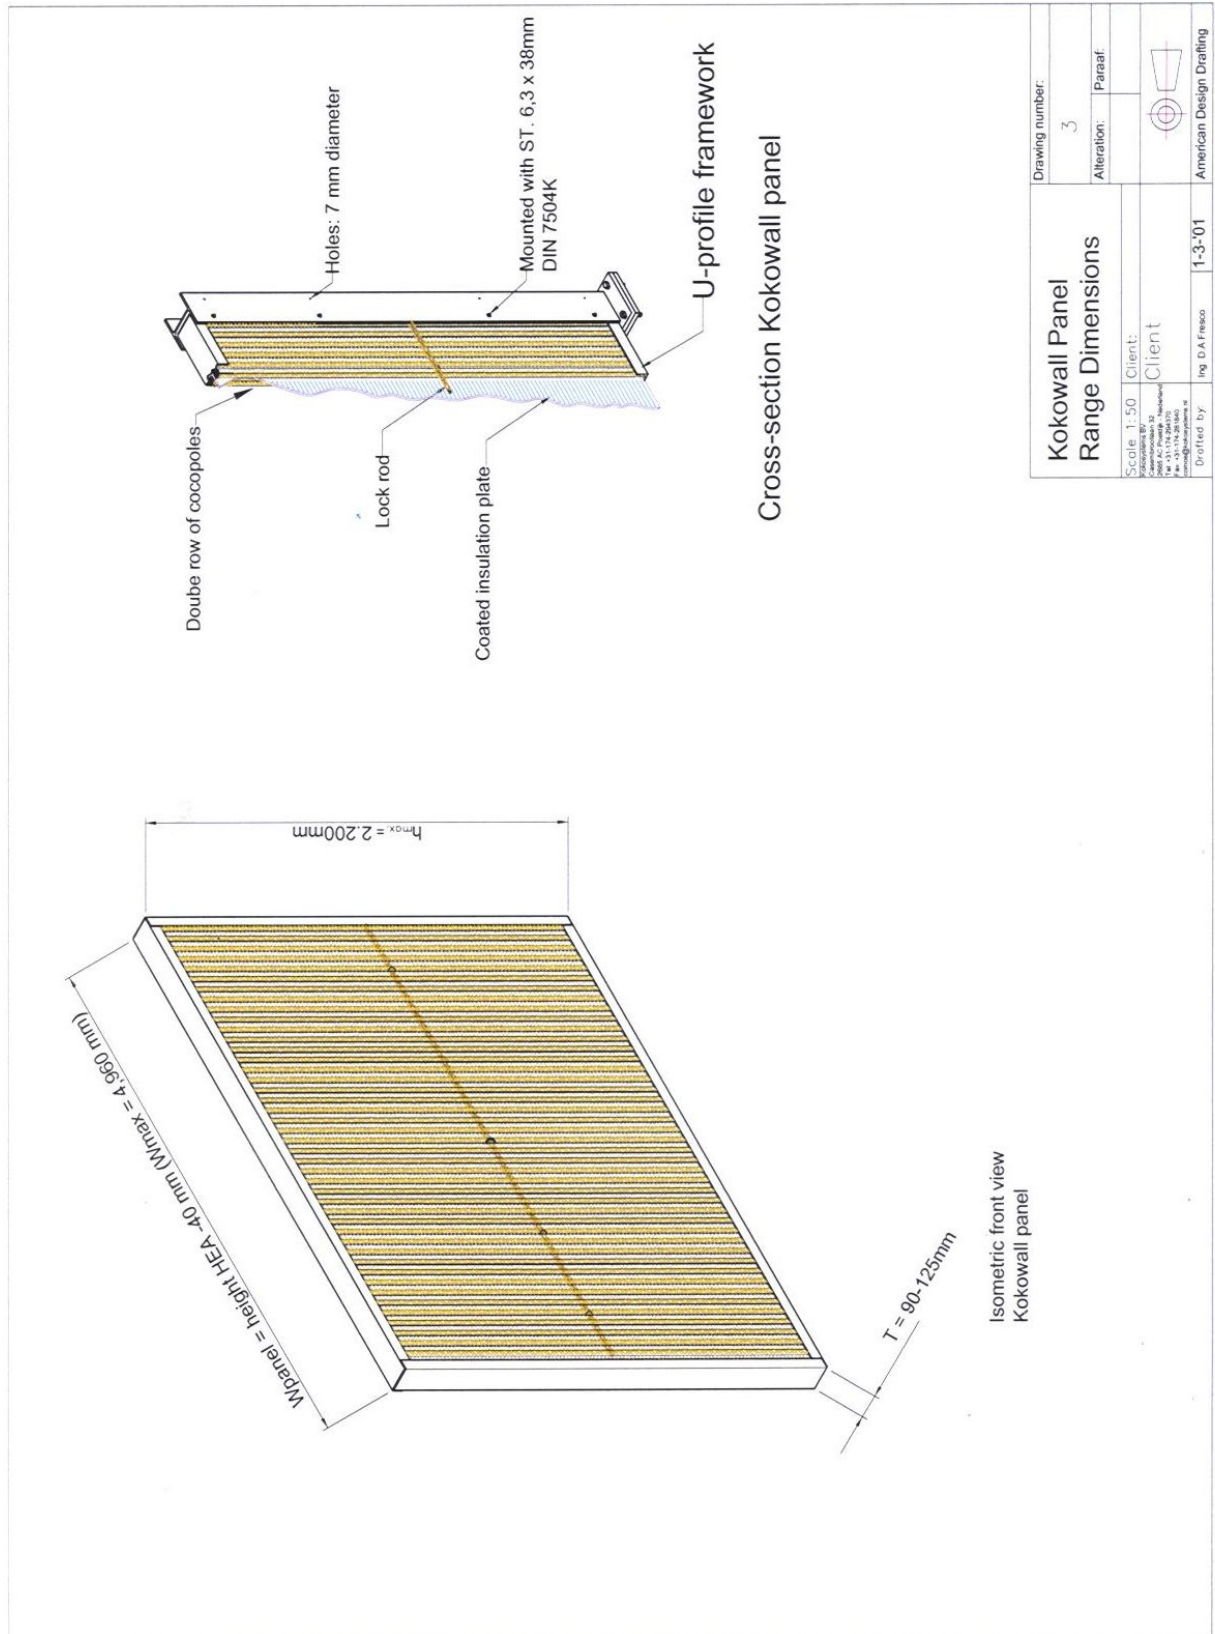 Wpanel = height HEA -40 mm (Wmax = 4,960 mm)
hmax. = 2.200mm
T = 90-125mm
Isometric front view
Kokowall panel
Doube row of cocopoles
Lock rod
Coated insulation plate
Holes: 7 mm diameter
Mounted with ST. 6,3 x 38mm
DIN 7504K
U-profile framework
Cross-section Kokowall panel
Kokowall Panel
Range Dimensions
Drawing number:
3
Alteration:
Paraaf:
Scale 1:50
Client:
Client
Kokosystems BV
Drofted by:
Ing. D.A Fresco
1-3-'01
American Design Drafting